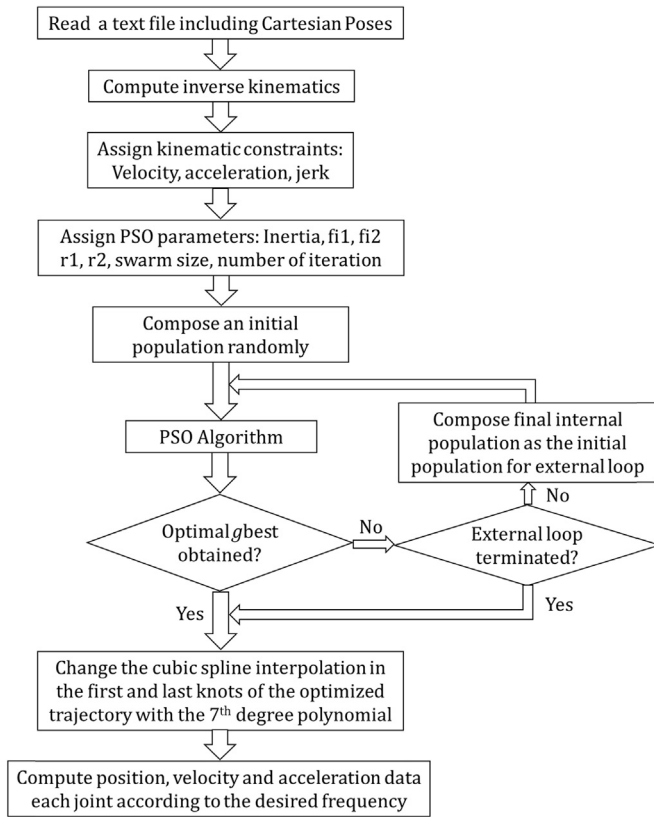 Read a text file including Cartesian Poses
Compute inverse kinematics
Assign kinematic constraints:
Velocity, acceleration, jerk
Assign PSO parameters: Inertia, fi1, fi2
r1, r2, swarm size, number of iteration
Compose an initial
population randomly
PSO Algorithm
Compose final internal
population as the initial
population for external loop
No
Optimal gbest
obtained?
No
External loop
terminated?
Yes
Yes
Change the cubic spline interpolation in
the first and last knots of the optimized
trajectory with the 7th degree polynomial
Compute position, velocity and acceleration data
each joint according to the desired frequency